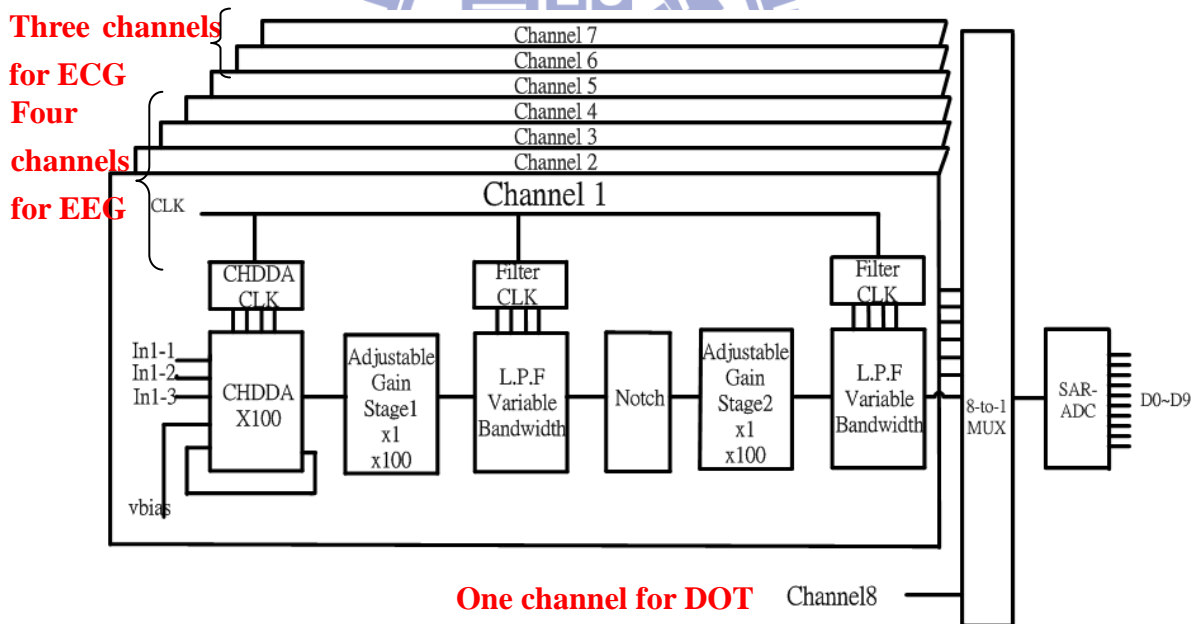 Three channels
for ECG
Four
channels
for EEG
Channel 7
Channel 6
Channel 5
Channel 4
Channel 3
Channel 2
Channel 1
CLK
CHDDA
CLK
Filter
CLK
Filter
CLK
In1-1
In1-2
In1-3
CHDDA
X100
vbias
Adjustable
Gain
Stage1
x1
x100
L.P.F
Variable
Bandwidth
Notch
Adjustable
Gain
Stage2
x1
x100
L.P.F
Variable
Bandwidth
8-to-1
MUX
SAR-
ADC
D0~D9
One channel for DOT
Channel8